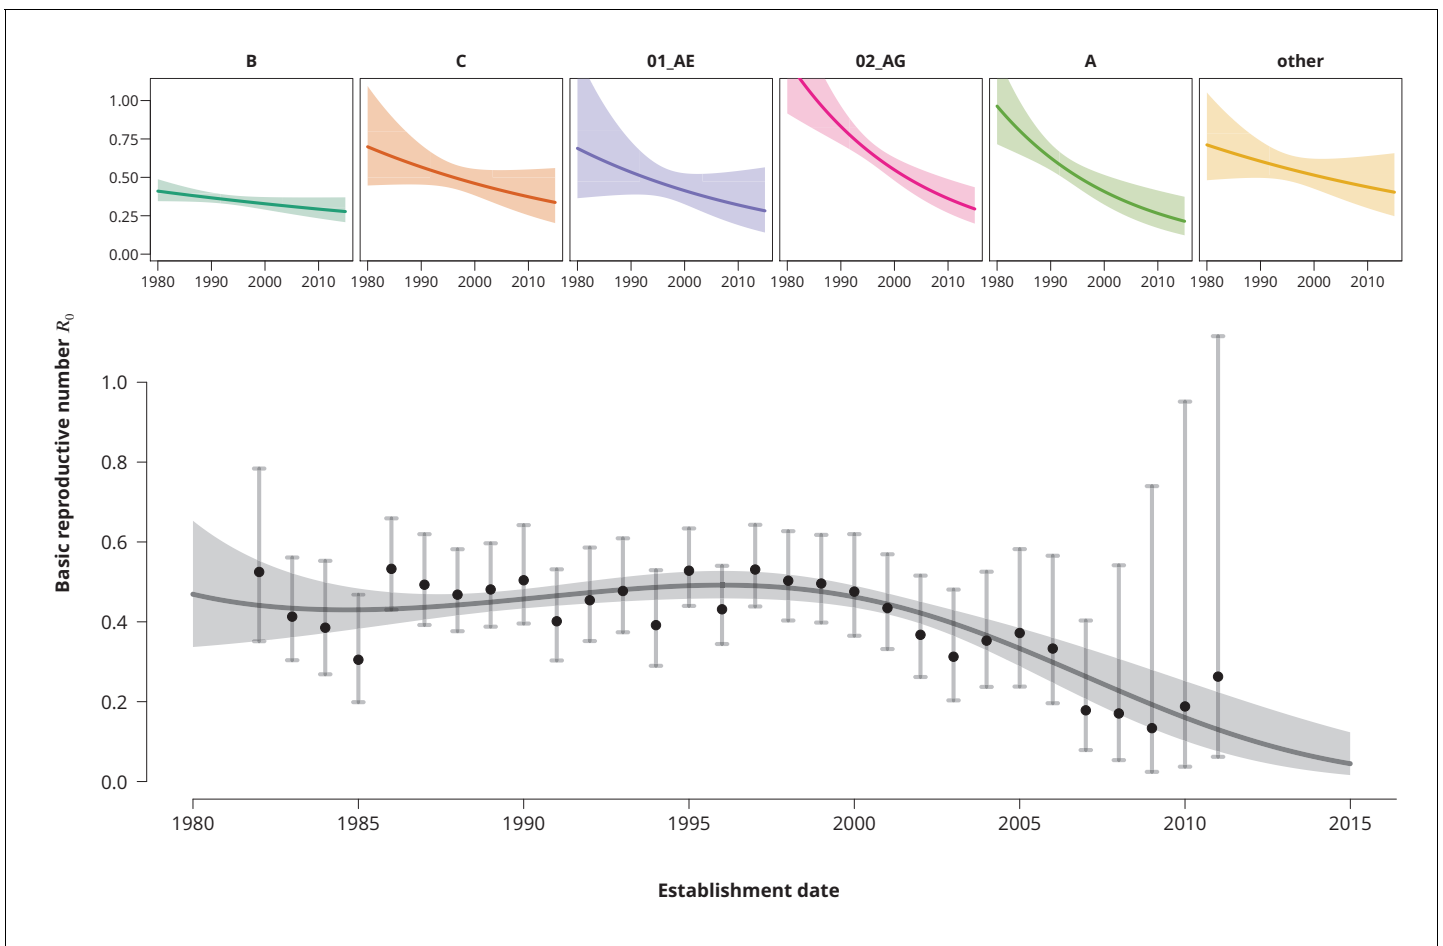 B C 01_AE 02_AG A other
1.00
0.75
0.50
0.25
0.00
1980 1990 2000 2010 1980 1990 2000 2010 1980 1990 2000 2010 1980 1990 2000 2010 1980 1990 2000 2010 1980 1990 2000 2010
Basic reproductive number R₀
1.0
0.8
0.6
0.4
0.2
0.0
1980 1985 1990 1995 2000 2005 2010 2015
Establishment date